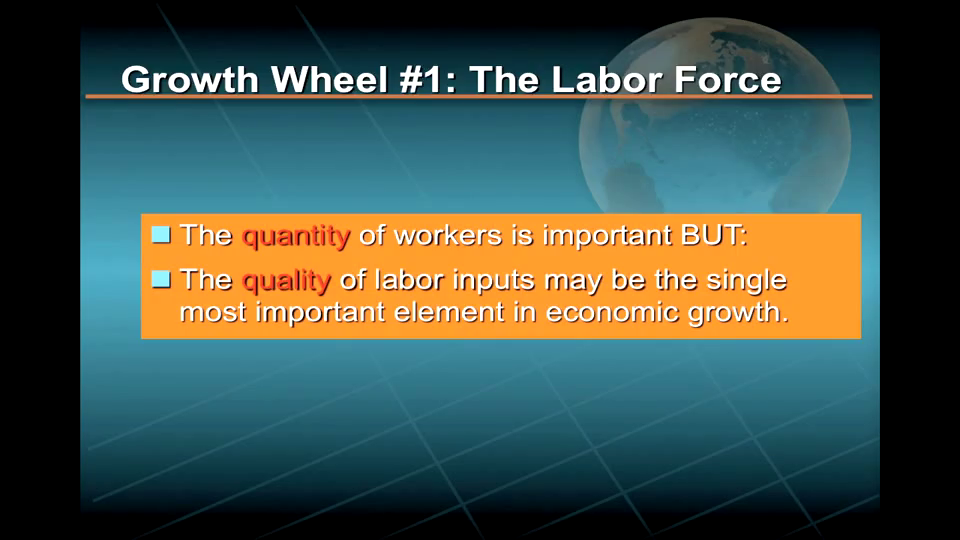 Growth Wheel #1: The Labor Force
The quantity of workers is important BUT:
The quality of labor inputs may be the single
most important element in economic growth.